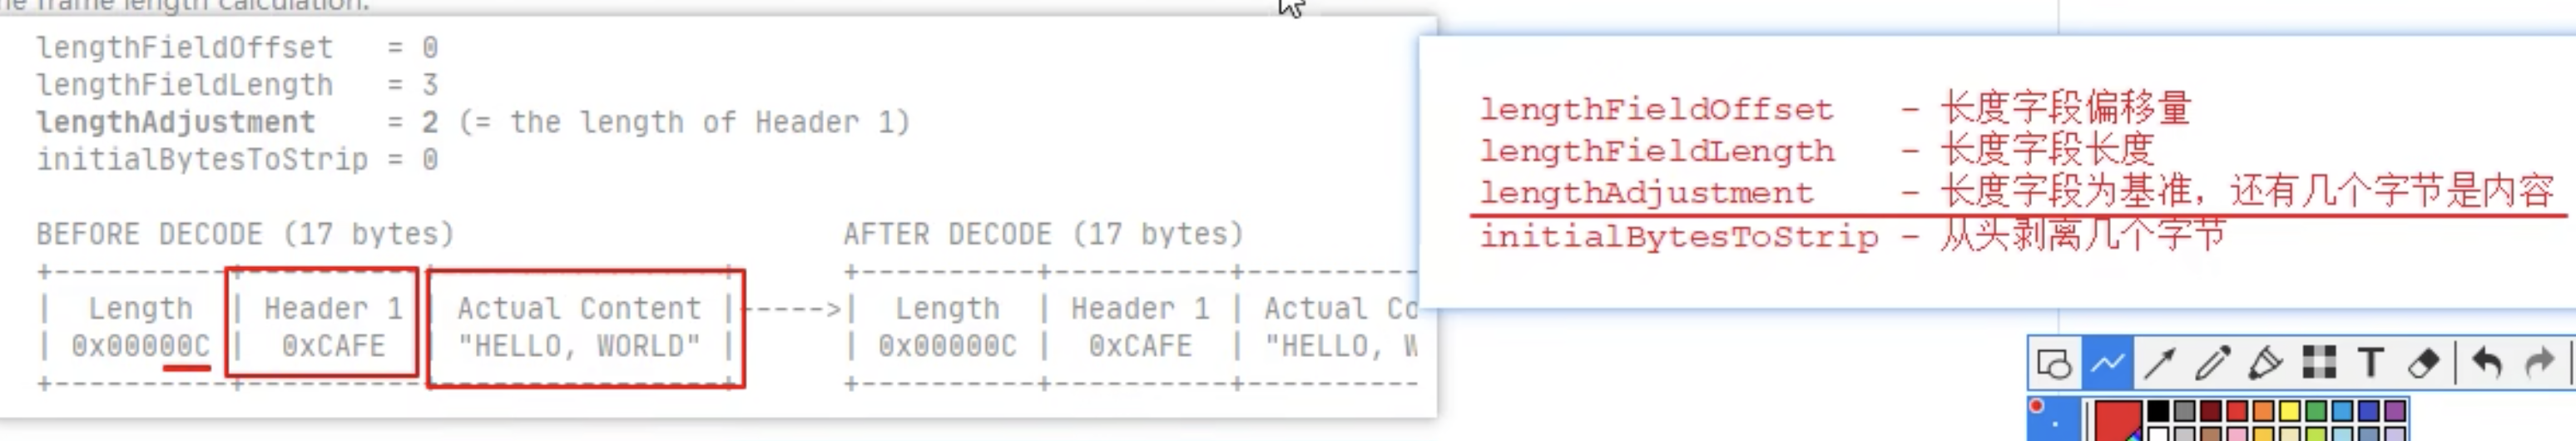 he frame length calculation.
lengthFieldOffset   = 0
lengthFieldLength   = 3
lengthAdjustment    = 2 (= the length of Header 1)
initialBytesToStrip = 0
BEFORE DECODE (17 bytes)                      AFTER DECODE (17 bytes)
+----------+----------+----------------+      +----------+----------+----------
|  Length  | Header 1 | Actual Content |----->|  Length  | Header 1 | Actual Co
| 0x00000C |  0xCAFE  | "HELLO, WORLD" |      | 0x00000C |  0xCAFE  | "HELLO, W
+----------+----------+----------------+      +----------+----------+----------
lengthFieldOffset   - 长度字段偏移量
lengthFieldLength   - 长度字段长度
lengthAdjustment    - 长度字段为基准，还有几个字节是内容
initialBytesToStrip - 从头剥离几个字节
T